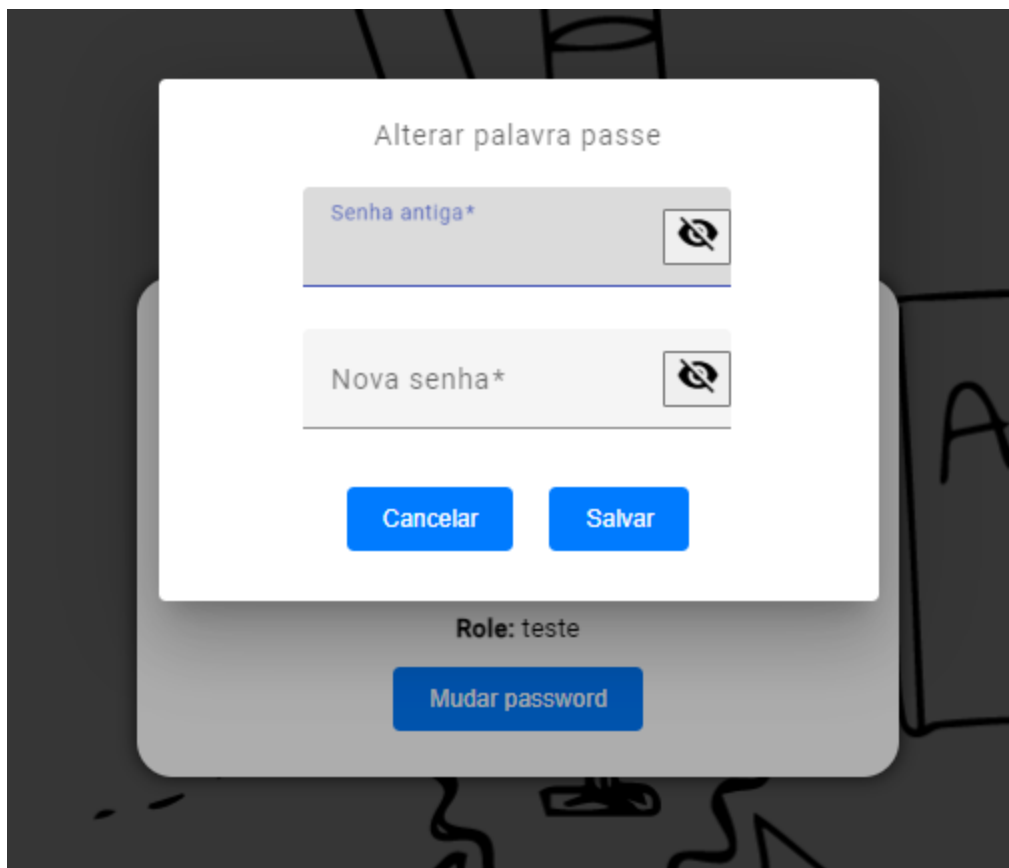 Alterar palavra passe
Senha antiga*
Nova senha*
Cancelar Salvar
Role: teste
Mudar password
A